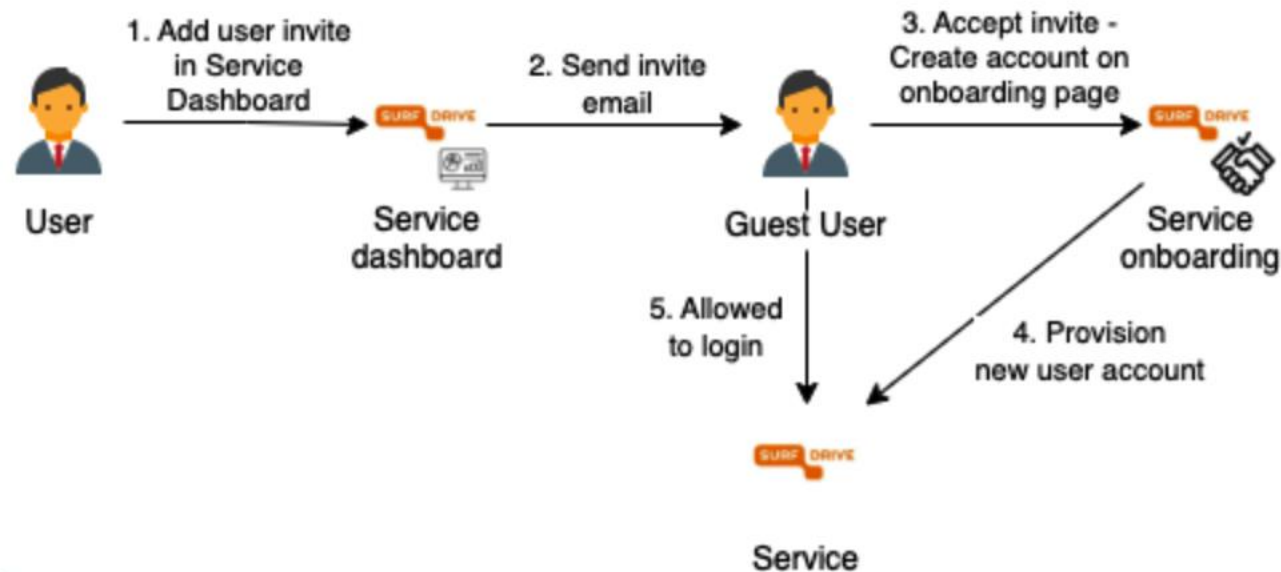 1. Add user invite
in Service
Dashboard
2. Send invite
email
3. Accept invite -
Create account on
onboarding page
SURF DRIVE
SURF DRIVE
User
Service
dashboard
Guest User
Service
onboarding
5. Allowed
to login
4. Provision
new user account
SURF DRIVE
Service